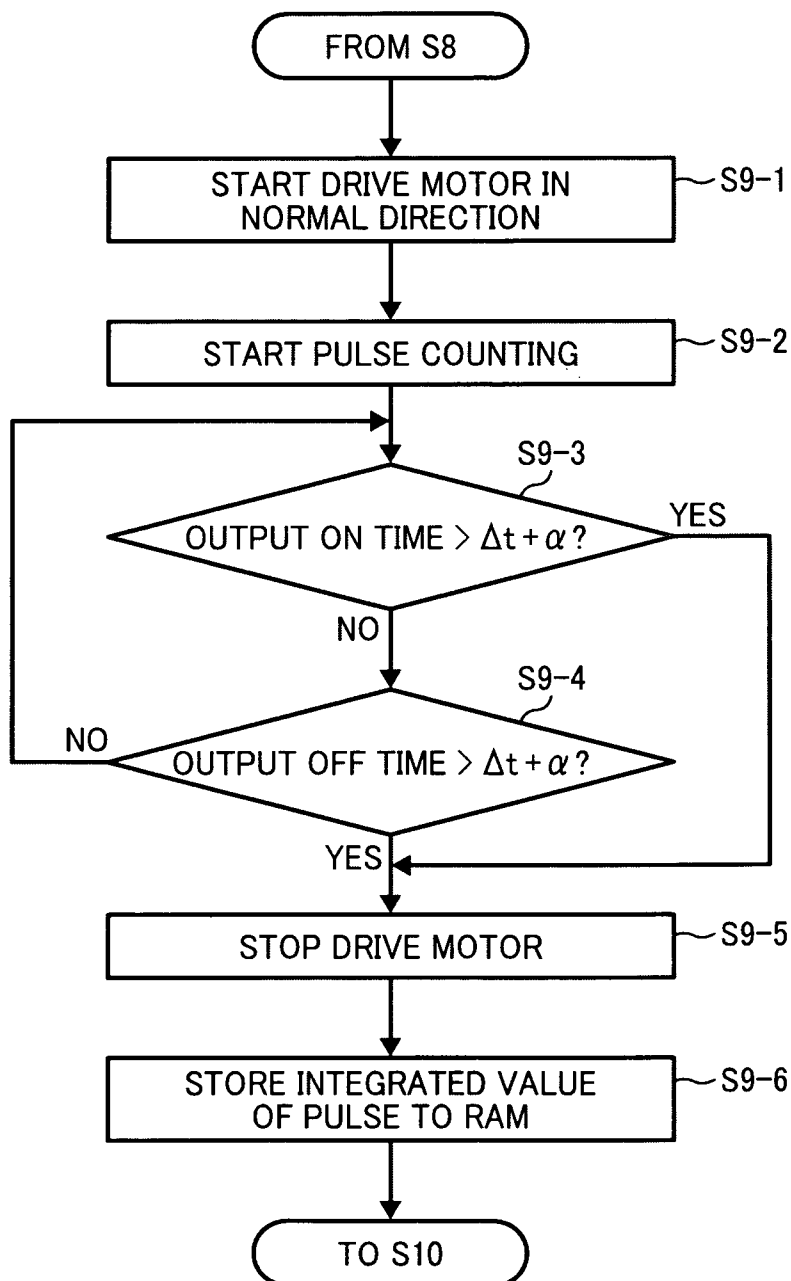 FROM S8
START DRIVE MOTOR IN
NORMAL DIRECTION
S9-1
START PULSE COUNTING
S9-2
S9-3
OUTPUT ON TIME > Δt + α?
YES
NO
S9-4
OUTPUT OFF TIME > Δt + α?
NO
YES
STOP DRIVE MOTOR
S9-5
STORE INTEGRATED VALUE
OF PULSE TO RAM
S9-6
TO S10